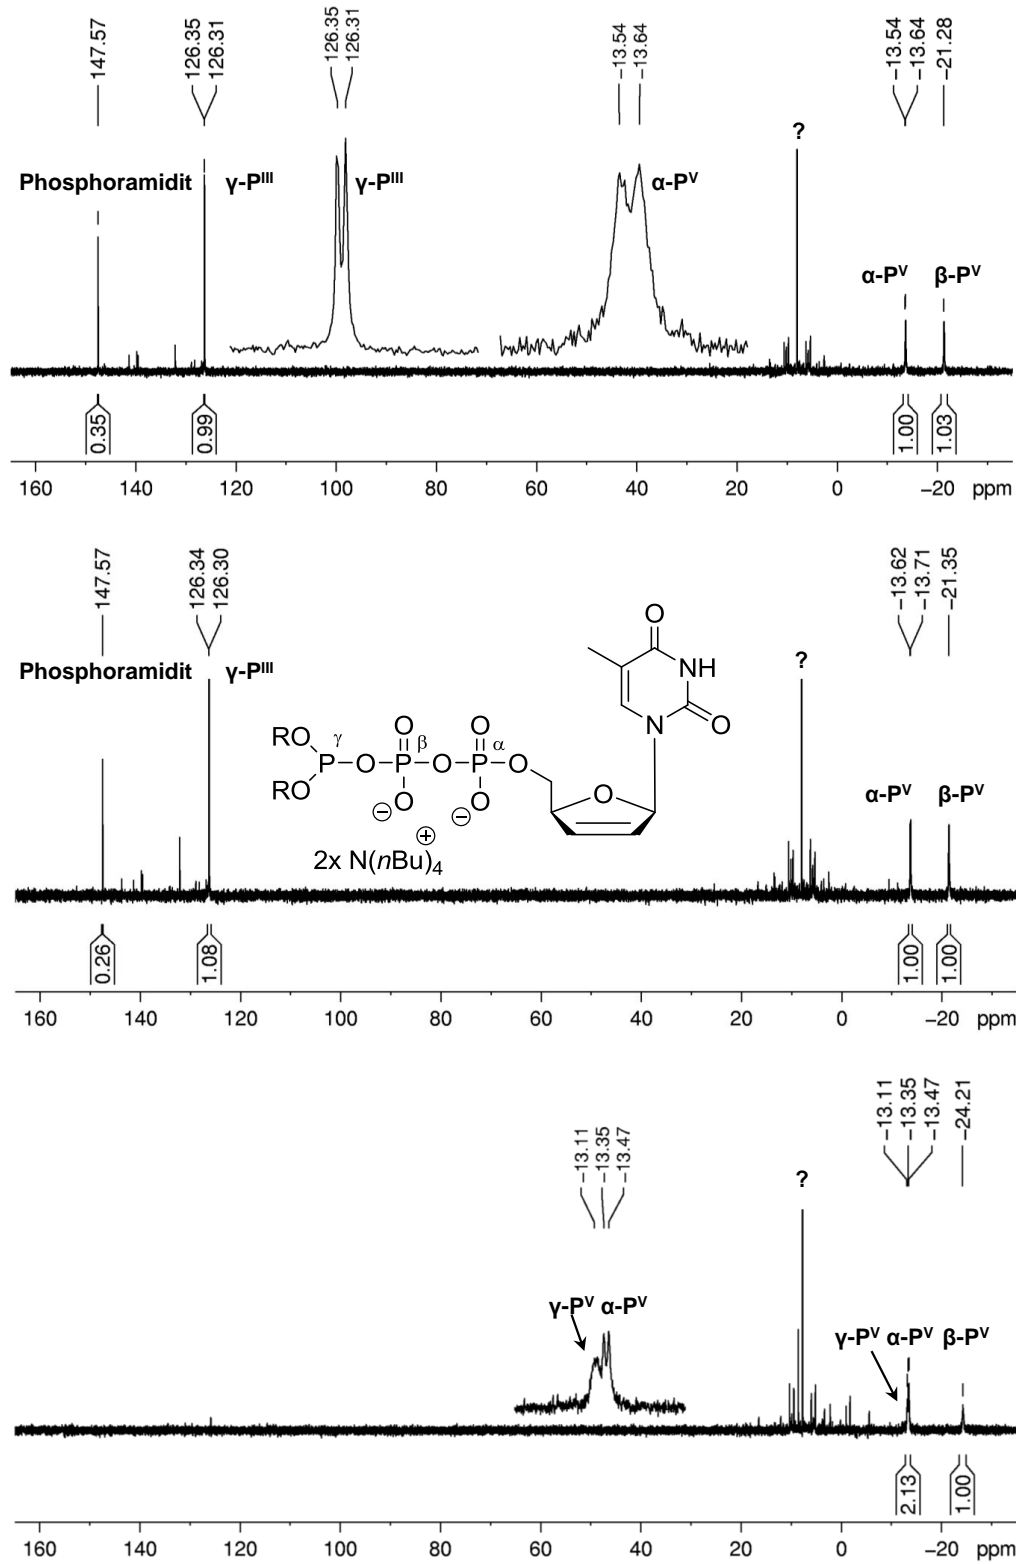 147.57 126.35 126.31 126.35 126.31 −13.54 −13.64 −13.54 −13.64 −21.28
?
Phosphoramidit γ-Pᴵᴵᴵ γ-Pᴵᴵᴵ α-Pⱽ
α-Pⱽ β-Pⱽ
0.35 0.99 1.00 1.03
160 140 120 100 80 60 40 20 0 −20 ppm
147.57 126.34 126.30 −13.62 −13.71 −21.35
Phosphoramidit γ-Pᴵᴵᴵ ?
O
NH
N O
RO γ O β O α
P O P O P O O
RO O⊖ O⊖
2x N(nBu)4 ⊕
α-Pⱽ β-Pⱽ
0.26 1.08 1.00 1.00
160 140 120 100 80 60 40 20 0 −20 ppm
−13.11 −13.35 −13.47 −13.11 −13.35 −13.47 −24.21
?
γ-Pⱽ α-Pⱽ
γ-Pⱽ α-Pⱽ β-Pⱽ
2.13 1.00
160 140 120 100 80 60 40 20 0 −20 ppm